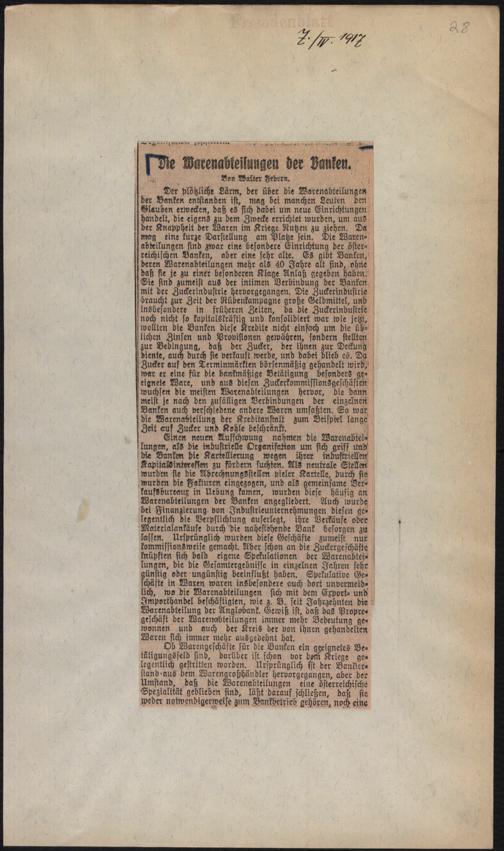 Fremdenblatt
7./IV. 1917
28
Die Warenabteilungen der Banken.
Von Walter Federn.
Der plötzliche Lärm, der über die Warenabteilungen
der Banken entstanden ist, mag bei manchen Leuten den
Glauben erwecken, daß es sich dabei um neue Einrichtungen
handelt, die eigens zu dem Zwecke errichtet wurden, um aus
der Knappheit der Waren im Kriege Nutzen zu ziehen. Da
mag eine kurze Darstellung am Platze sein. Die Waren-
abteilungen sind zwar eine besondere Einrichtung der öster-
reichischen Banken, aber eine sehr alte. Es gibt Banken,
deren Warenabteilungen mehr als 40 Jahre alt sind, ohne
daß sie je zu einer besonderen Klage Anlaß gegeben haben.
Sie sind zumeist aus der intimen Verbindung der Banken
mit der Zuckerindustrie hervorgegangen. Die Zuckerindustrie
braucht zur Zeit der Rübenkampagne große Geldmittel, und
insbesondere in früheren Zeiten, da die Zuckerindustrie
noch nicht so kapitalskräftig und konsolidiert war wie jetzt,
wollten die Banken diese Kredite nicht einfach um die üb-
lichen Zinsen und Provisionen gewähren, sondern stellten
zur Bedingung, daß der Zucker, der ihnen zur Deckung
diente, auch durch sie verkauft werde, und dabei blieb es. Da
Zucker auf den Terminmärkten börsenmäßig gehandelt wird,
war er eine für die bankmäßige Betätigung besonders ge-
eignete Ware, und aus diesen Zuckerkommissionsgeschäften
wuchsen die meisten Warenabteilungen hervor, die dann
meist je nach den zufälligen Verbindungen der einzelnen
Banken auch verschiedene andere Waren umfaßten. So war
die Warenabteilung der Kreditanstalt zum Beispiel lange
Zeit auf Zucker und Kohle beschränkt.
Einen neuen Aufschwung nahmen die Warenabtei-
lungen, als die industrielle Organisation um sich griff und
die Banken die Kartellierung wegen ihrer industriellen
Kapitalsinteressen zu fördern suchten. Als neutrale Stellen
wurden sie die Abrechnungsstellen vieler Kartelle, durch sie
wurden die Fakturen eingezogen, und als gemeinsame Ver-
kaufsbureaux in Uebung kamen, wurden diese häufig an
Warenabteilungen der Banken angegliedert. Auch wurde
bei Finanzierung von Industrieunternehmungen diesen ge-
legentlich die Verpflichtung auferlegt, ihre Verkäufe oder
Materialankäufe durch die nahestehende Bank besorgen zu
lassen. Ursprünglich wurden diese Geschäfte zumeist nur
kommissionsweise gemacht. Aber schon an die Zuckergeschäfte
knüpften sich bald eigene Spekulationen der Warenabtei-
lungen, die die Gesamtergebnisse in einzelnen Jahren sehr
günstig oder ungünstig beeinflußt haben. Spekulative Ge-
schäfte in Waren waren insbesondere auch dort unvermeid-
lich, wo die Warenabteilungen sich mit dem Export- und
Importhandel beschäftigten, wie z. B. seit Jahrzehnten die
Warenabteilung der Anglobank. Gewiß ist, daß das Propre-
geschäft der Warenabteilungen immer mehr Bedeutung ge-
wonnen und auch der Kreis der von ihnen gehandelten
Waren sich immer mehr ausgedehnt hat.
Ob Warengeschäfte für die Banken ein geeignetes Be-
tätigungsfeld sind, darüber ist schon vor dem Kriege ge-
legentlich gestritten worden. Ursprünglich ist der Bankier-
stand aus dem Warengroßhändler hervorgegangen, aber der
Umstand, daß die Warenabteilungen eine österreichische
Spezialität geblieben sind, läßt darauf schließen, daß sie
weder notwendigerweise zum Bankbetrieb gehören, noch eine